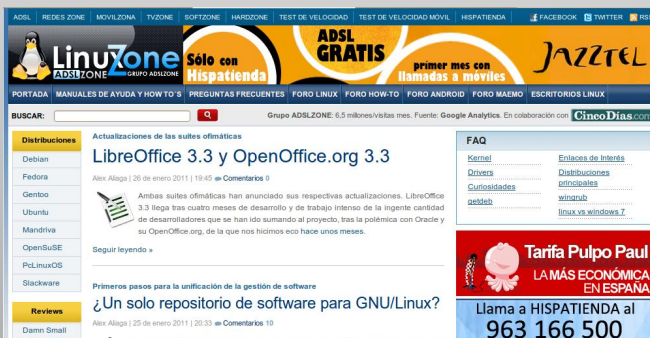 ADSL REDES ZONE MOVILZONA TVZONE SOFTZONE HARDZONE TEST DE VELOCIDAD TEST DE VELOCIDAD MÓVIL HISPATIENDA FACEBOOK TWITTER RSS
LinuxZone
ADSLZONE GRUPO ADSLZONE
Sólo con
Hispatienda
ADSL
GRATIS
primer mes con
llamadas a móviles
JAZZTEL
PORTADA MANUALES DE AYUDA Y HOW TO´S PREGUNTAS FRECUENTES FORO LINUX FORO HOW-TO FORO ANDROID FORO MAEMO ESCRITORIOS LINUX
BUSCAR:
Grupo ADSLZONE: 6,5 millones/visitas mes. Fuente: Google Analytics. En colaboración con CincoDías.com
Distribuciones
Debian
Fedora
Gentoo
Ubuntu
Mandriva
OpenSuSE
PcLinuxOS
Slackware
Reviews
Damn Small
Actualizaciones de las suites ofimáticas
LibreOffice 3.3 y OpenOffice.org 3.3
Alex Aliaga | 26 de enero 2011 | 19:45 Comentarios 0
Ambas suites ofimáticas han anunciado sus respectivas actualizaciones. LibreOffice
3.3 llega tras cuatro meses de desarrollo y de trabajo intenso de la ingente cantidad
de desarrolladores que se han ido sumando al proyecto, tras la polémica con Oracle y
su OpenOffice.org, de la que nos hicimos eco hace unos meses.
Seguir leyendo »
Primeros pasos para la unificación de la gestión de software
¿Un solo repositorio de software para GNU/Linux?
Alex Aliaga | 25 de enero 2011 | 20:33 Comentarios 10
FAQ
Kernel
Drivers
Curiosidades
getdeb
Enlaces de Interés
Distribuciones
principales
wingrub
linux vs windows 7
Tarifa Pulpo Paul
LA MÁS ECONÓMICA
EN ESPAÑA
Llama a HISPATIENDA al
963 166 500